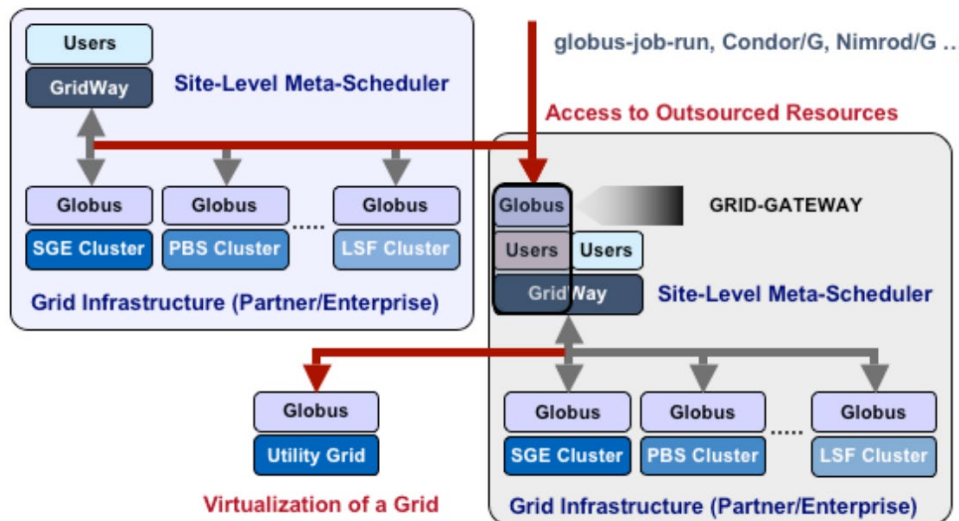 Users
GridWay
Site-Level Meta-Scheduler
globus-job-run, Condor/G, Nimrod/G ...
Access to Outsourced Resources
Globus Globus Globus
.....
SGE Cluster PBS Cluster LSF Cluster
Grid Infrastructure (Partner/Enterprise)
Globus
GRID-GATEWAY
Users Users
GridWay
Site-Level Meta-Scheduler
Globus
Utility Grid
Virtualization of a Grid
Globus Globus Globus
.....
SGE Cluster PBS Cluster LSF Cluster
Grid Infrastructure (Partner/Enterprise)